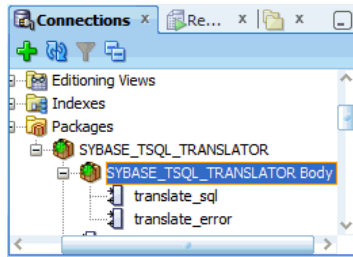 Connections
Re...
Editioning Views
Indexes
Packages
SYBASE_TSQL_TRANSLATOR
SYBASE_TSQL_TRANSLATOR Body
translate_sql
translate_error